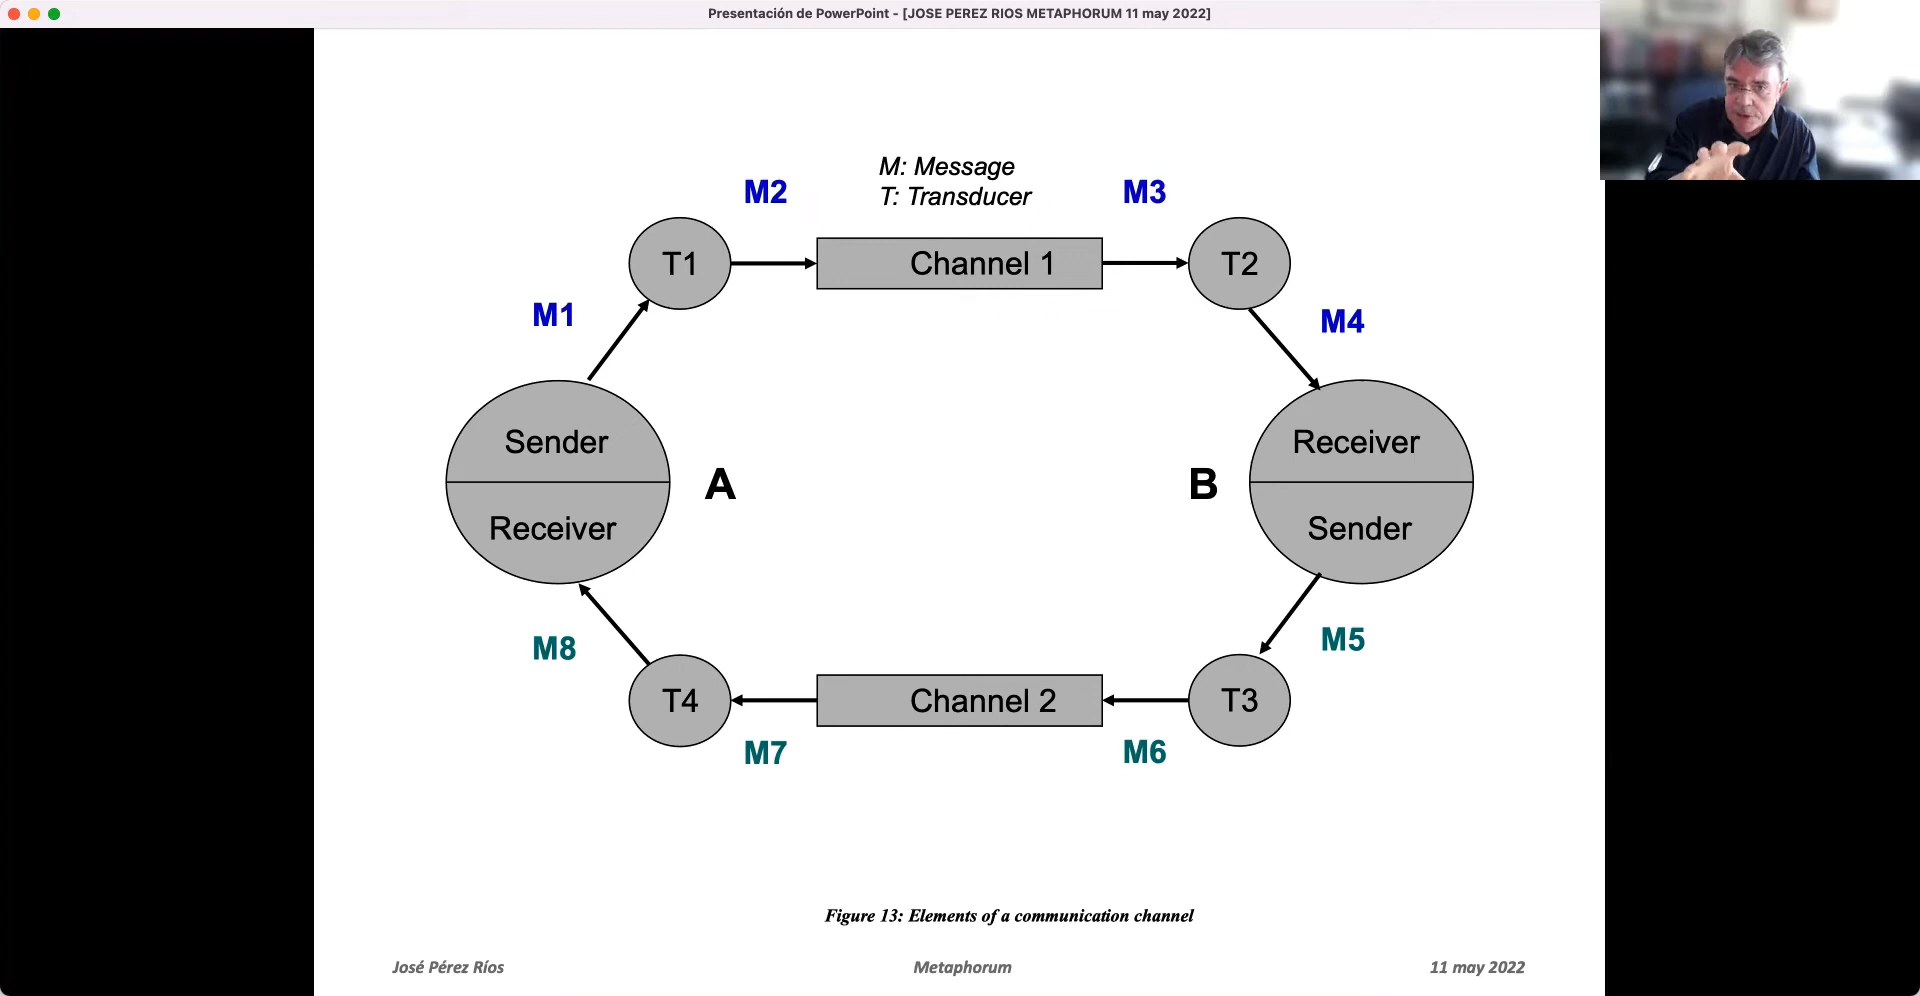 Presentación de PowerPoint - [JOSE PEREZ RIOS METAPHORUM 11 may 2022]
M: Message
T: Transducer
M2
M3
T1
Channel 1
T2
M1
M4
Sender
Receiver
A
B
Receiver
Sender
M8
M5
T4
Channel 2
T3
M7
M6
Figure 13: Elements of a communication channel
José Pérez Ríos
Metaphorum
11 may 2022